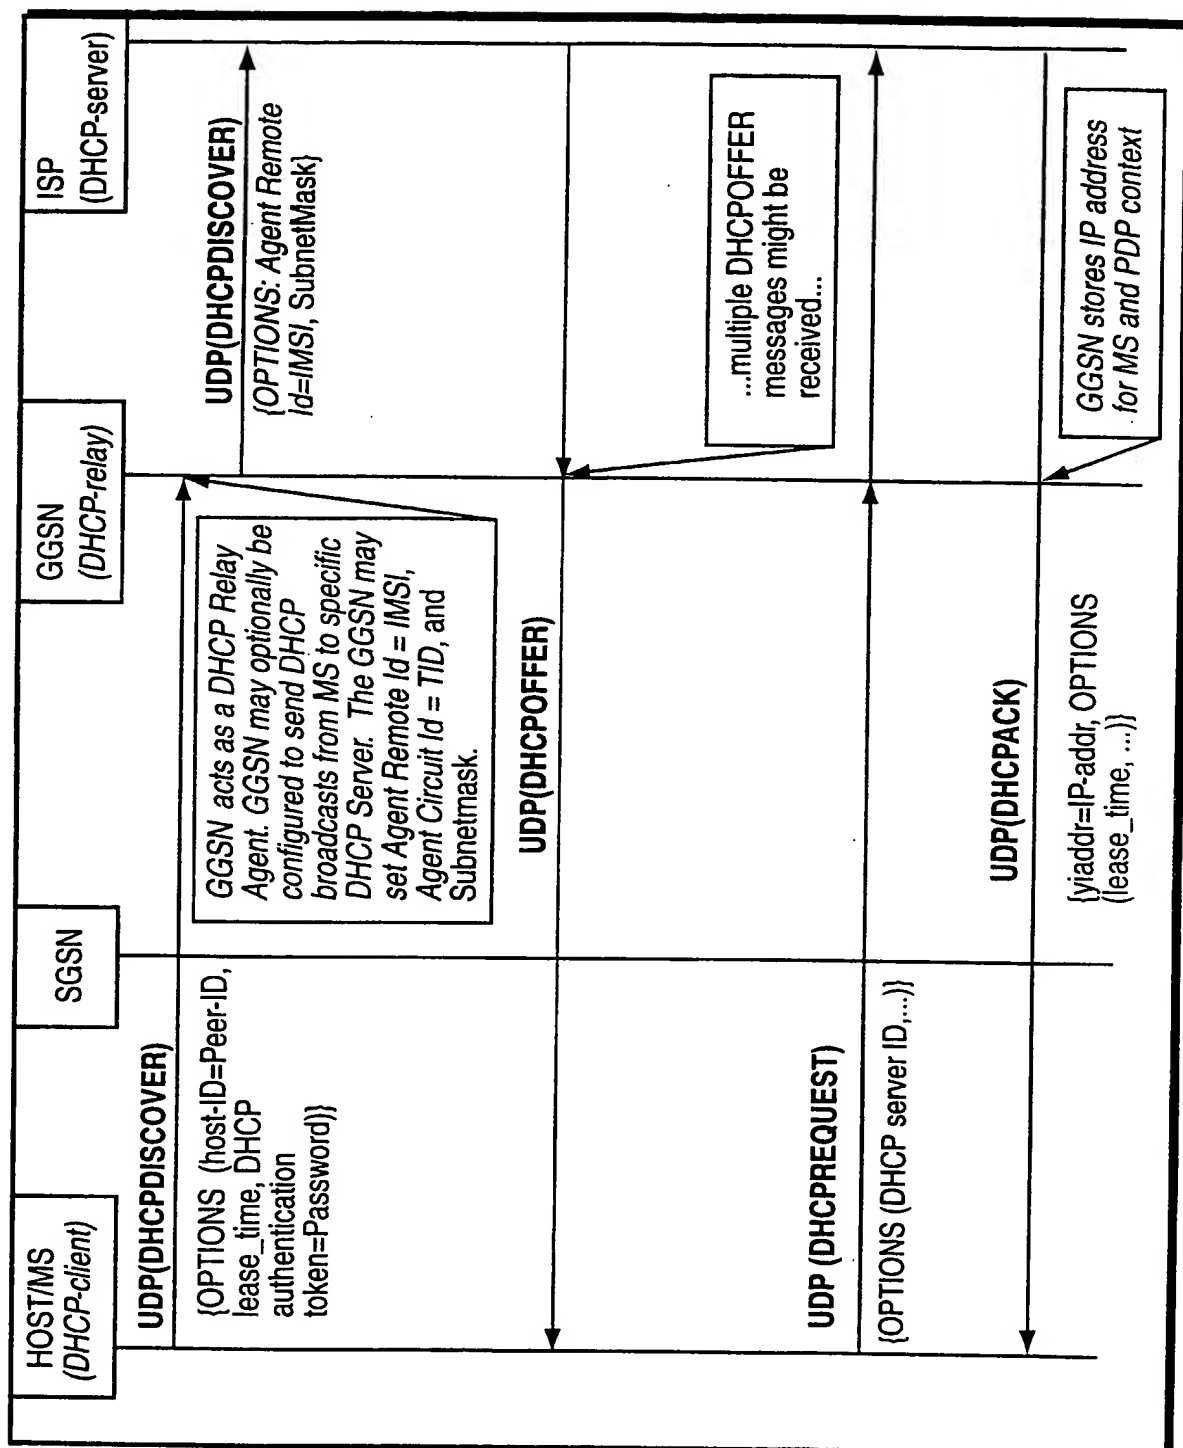 HOST/MS
(DHCP-client)
SGSN
GGSN
(DHCP-relay)
ISP
(DHCP-server)
UDP(DHCPDISCOVER)
{OPTIONS (host-ID=Peer-ID,
lease_time, DHCP
authentication
token=Password)}
GGSN acts as a DHCP Relay
Agent. GGSN may optionally be
configured to send DHCP
broadcasts from MS to specific
DHCP Server. The GGSN may
set Agent Remote Id = IMSI,
Agent Circuit Id = TID, and
Subnetmask.
UDP(DHCPDISCOVER)
{OPTIONS: Agent Remote
Id=IMSI, SubnetMask}
UDP(DHCPOFFER)
...multiple DHCPOFFER
messages might be
received...
UDP (DHCPREQUEST)
{OPTIONS (DHCP server ID,...)}
UDP(DHCPACK)
{yiaddr=IP-addr, OPTIONS
(lease_time, ...)}
GGSN stores IP address
for MS and PDP context